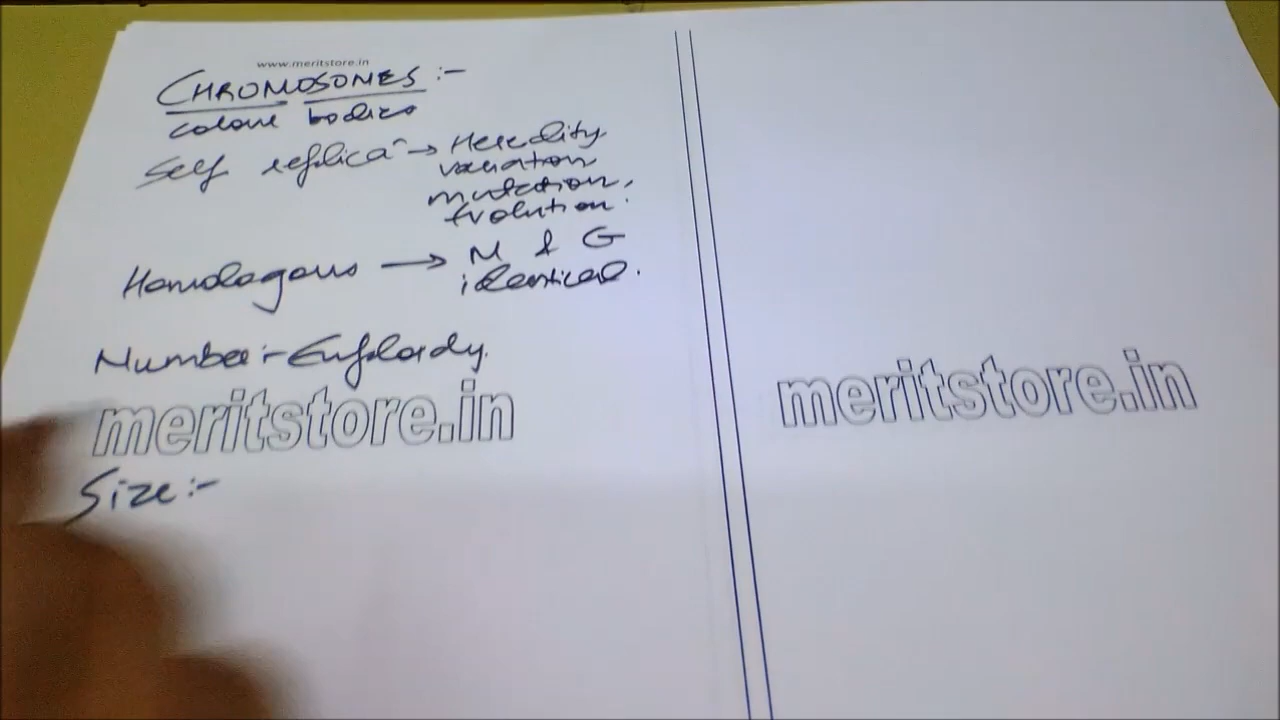 www.meritstore.in
CHROMOSOMES :-
colour bodies
Self replica → Heredity
variation
mutation,
Evolution.
Homologous → M & G
identical.
Number :- Euploidy.
meritstore.in
meritstore.in
Size :-